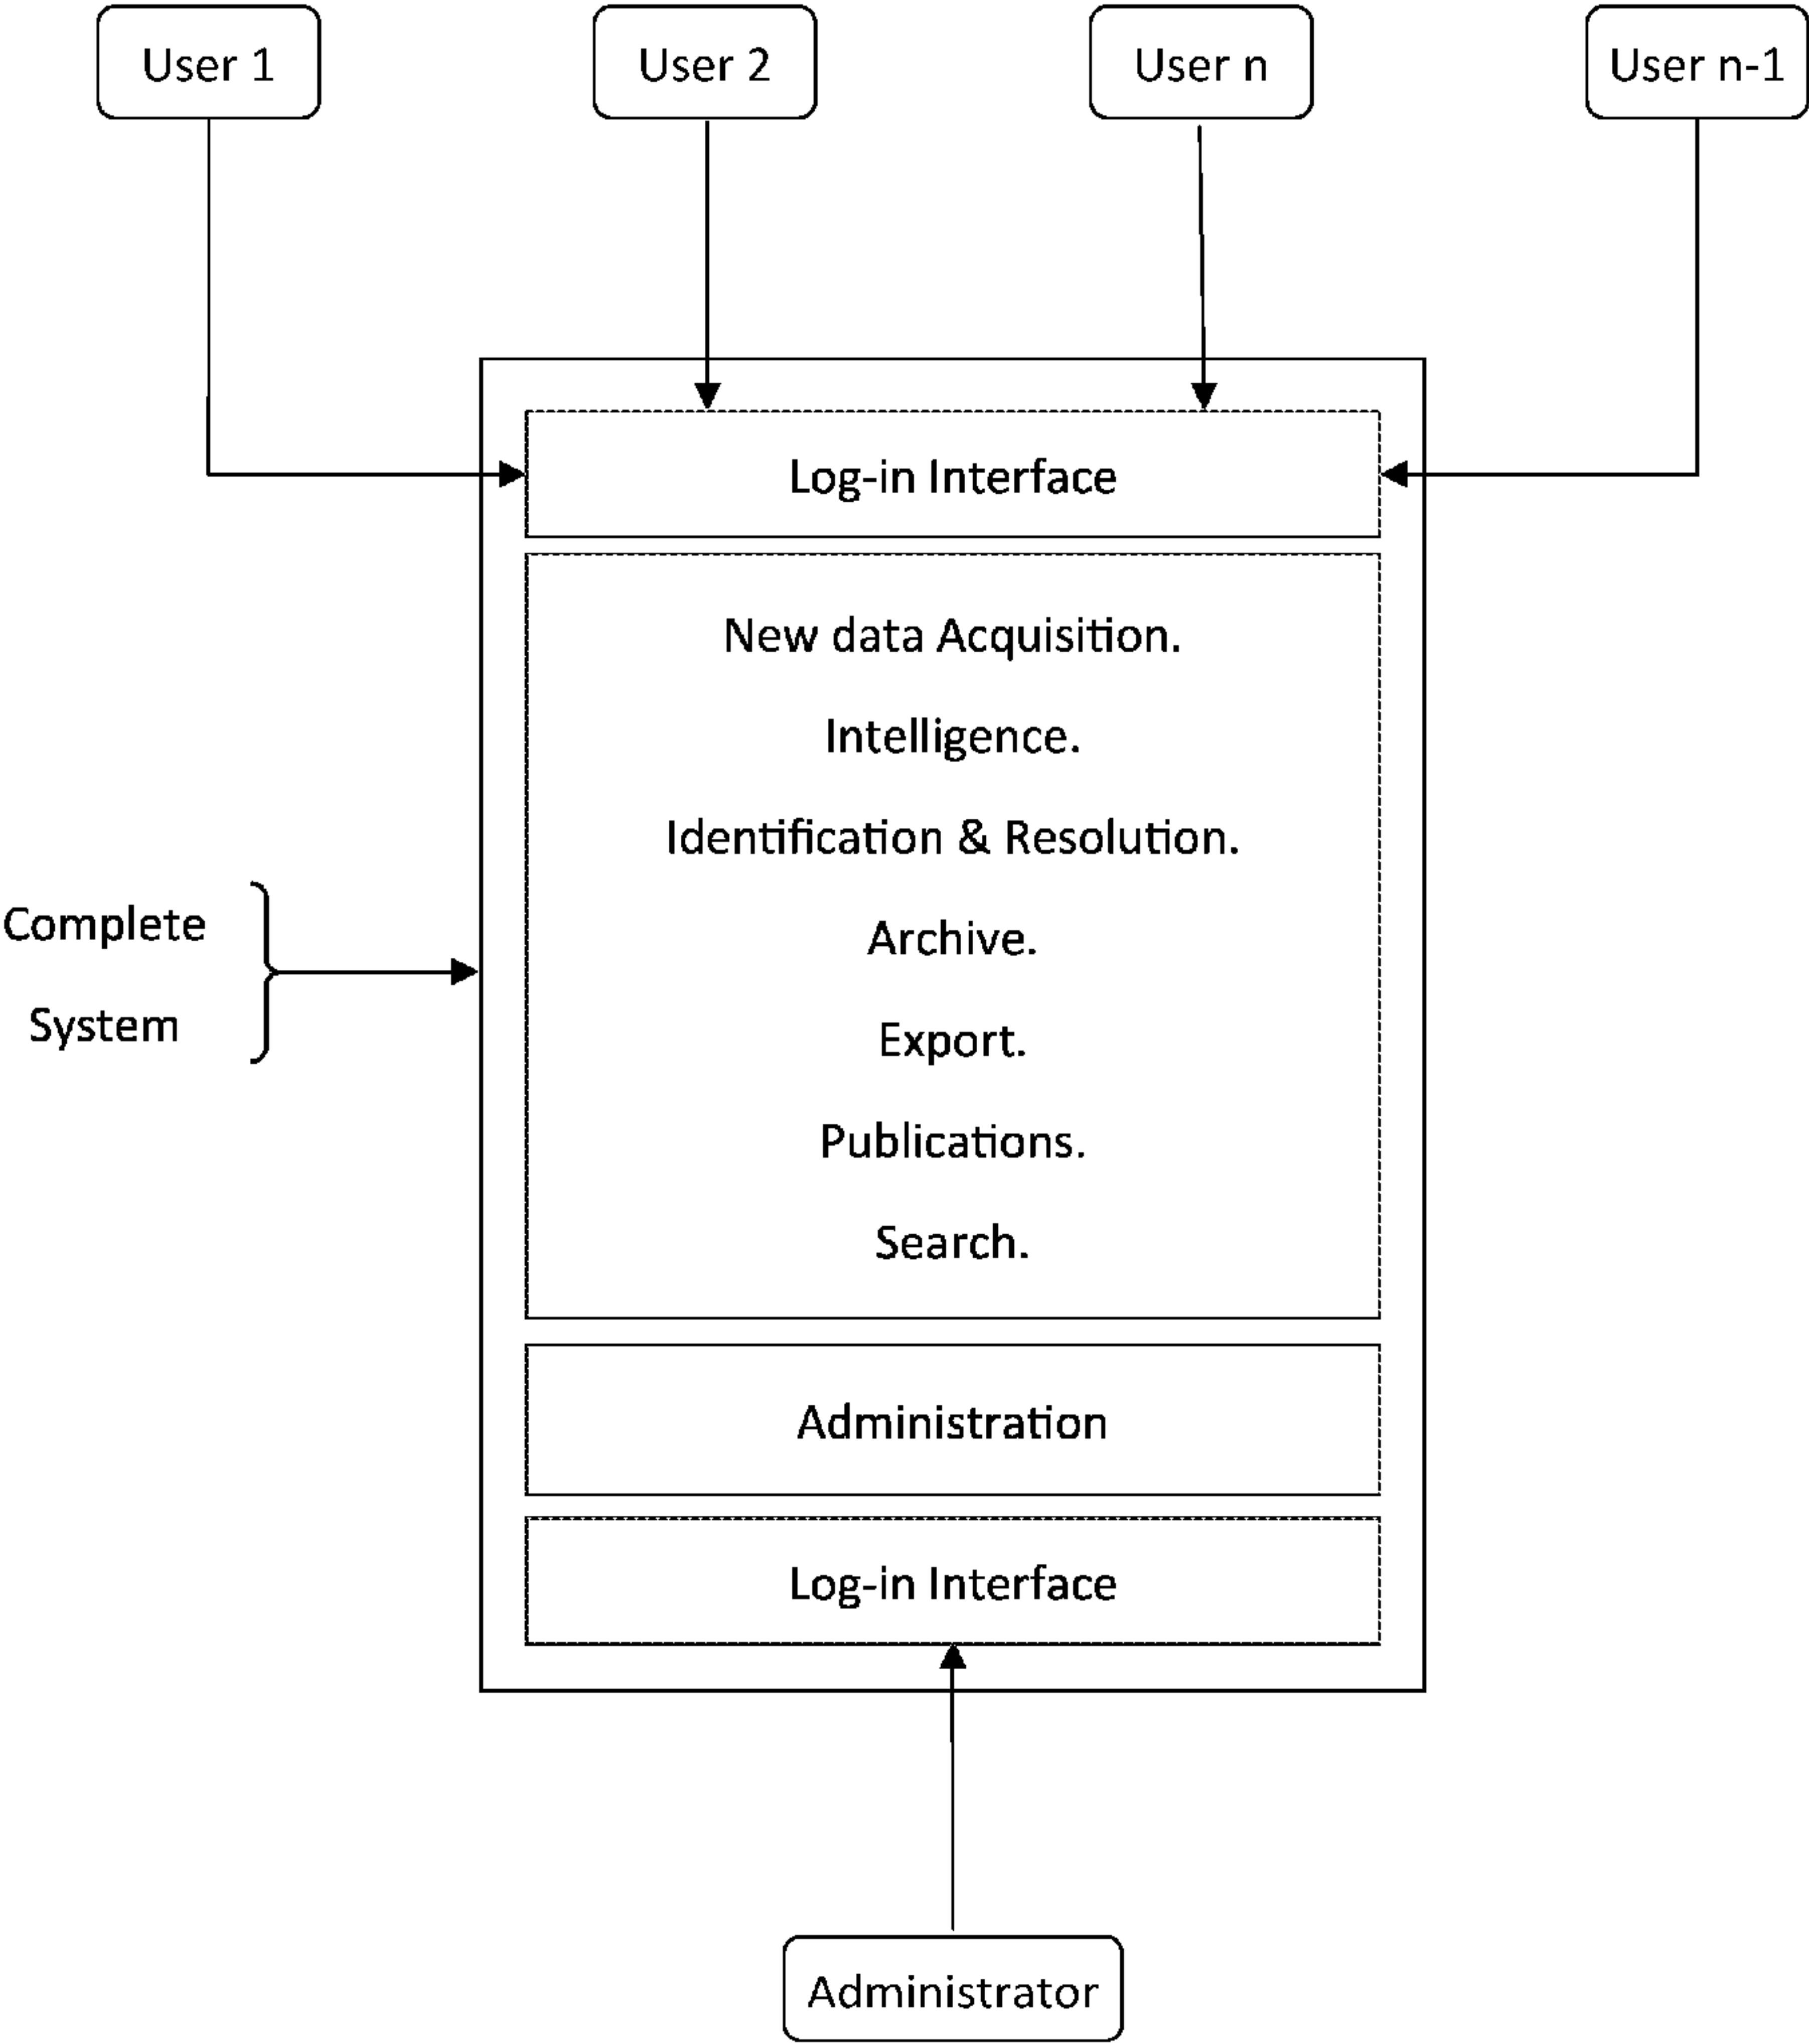 User 1
User 2
User n
User n-1
Log-in Interface
New data Acquisition.
Intelligence.
Identification & Resolution.
Archive.
Export.
Publications.
Search.
Complete
System
Administration
Log-in Interface
Administrator